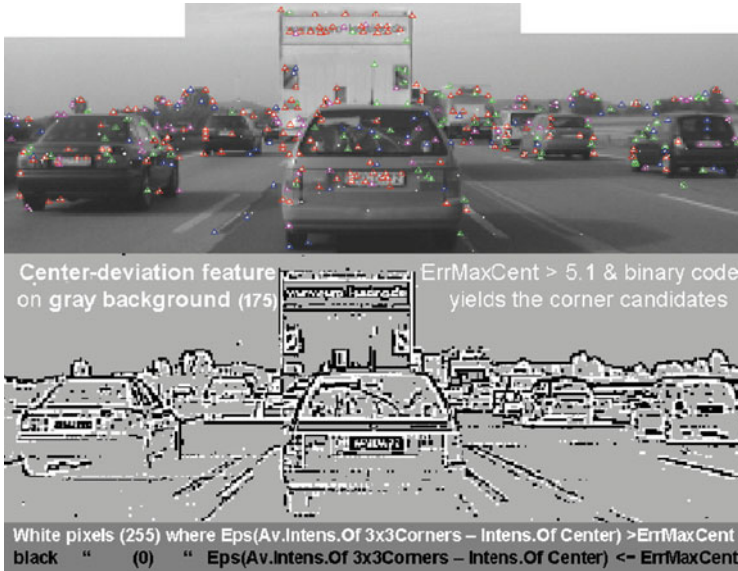 Center-deviation feature
on gray background (175)
ErrMaxCent > 5.1 & binary code
yields the corner candidates
White pixels (255) where Eps(Av.Intens.Of 3x3Corners – Intens.Of Center) >ErrMaxCent
black “ (0) “ Eps(Av.Intens.Of 3x3Corners – Intens.Of Center) <- ErrMaxCent